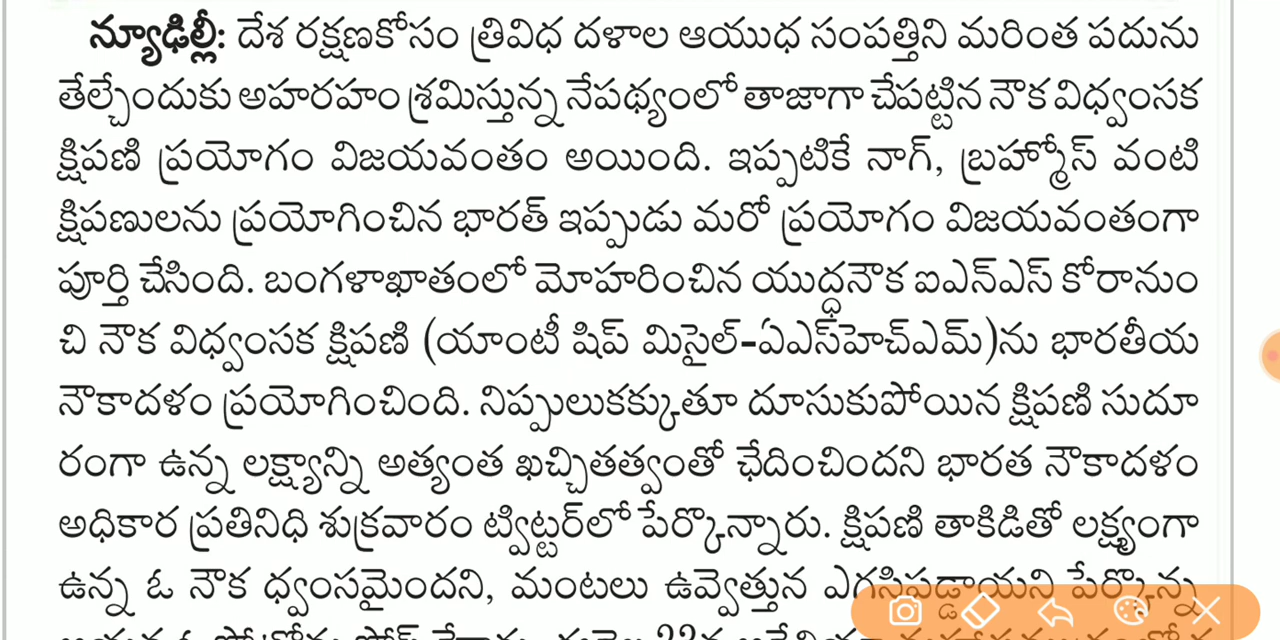 న్యూఢిల్లీ: దేశ రక్షణకోసం త్రివిధ దళాల ఆయుధ సంపత్తిని మరింత పదును
తేల్చేందుకు అహరహం శ్రమిస్తున్న నేపథ్యంలో తాజాగా చేపట్టిన నౌక విధ్వంసక
క్షిపణి ప్రయోగం విజయవంతం అయింది. ఇప్పటికే నాగ్, బ్రహ్మోస్ వంటి
క్షిపణులను ప్రయోగించిన భారత్ ఇప్పుడు మరో ప్రయోగం విజయవంతంగా
పూర్తి చేసింది. బంగళాఖాతంలో మోహరించిన యుద్ధనౌక ఐఎన్ఎస్ కోరానుం
చి నౌక విధ్వంసక క్షిపణి (యాంటీ షిప్ మిసైల్-ఏఎస్‌హెచ్ఎమ్)ను భారతీయ
నౌకాదళం ప్రయోగించింది. నిప్పులుకక్కుతూ దూసుకుపోయిన క్షిపణి సుదూ
రంగా ఉన్న లక్ష్యాన్ని అత్యంత ఖచ్చితత్వంతో ఛేదించిందని భారత నౌకాదళం
అధికార ప్రతినిధి శుక్రవారం ట్విట్టర్‌లో పేర్కొన్నారు. క్షిపణి తాకిడితో లక్ష్యంగా
ఉన్న ఓ నౌక ధ్వంసమైందని, మంటలు ఉవ్వెత్తున ఎగసిపడ్డాయని పేర్కొన్న